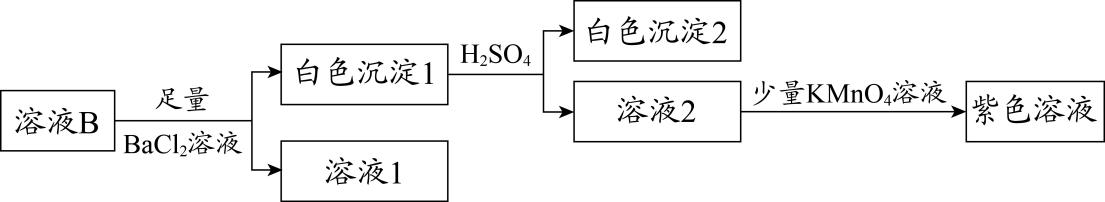 溶液B
足量
BaCl₂溶液
白色沉淀1
溶液1
H₂SO₄
白色沉淀2
溶液2
少量KMnO₄溶液
紫色溶液